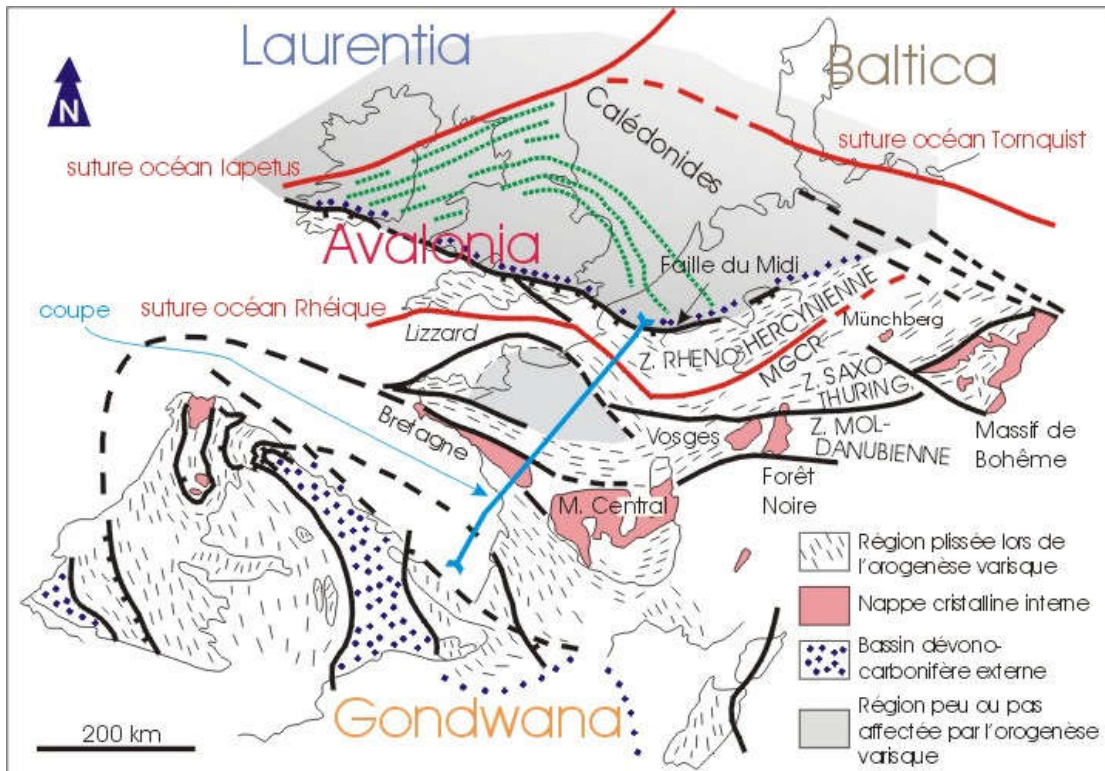 Laurentia
Baltica
N
Calédonides
suture océan Iapetus
suture océan Tornquist
Avalonia
Faille du Midi
suture océan Rhéique
coupe
Lizzard
Z. RHENO-HERCYNIENNE
MGCR
Münchberg
Z. SAXO-
THURING.
Bretagne
Vosges
Z. MOL-
DANUBIENNE
Massif de
Bohême
Forêt
Noire
M. Central
Gondwana
200 km
Région plissée lors de
l'orogenèse varisque
Nappe cristalline interne
Bassin dévono-
carbonifère externe
Région peu ou pas
affectée par l'orogenèse
varisque